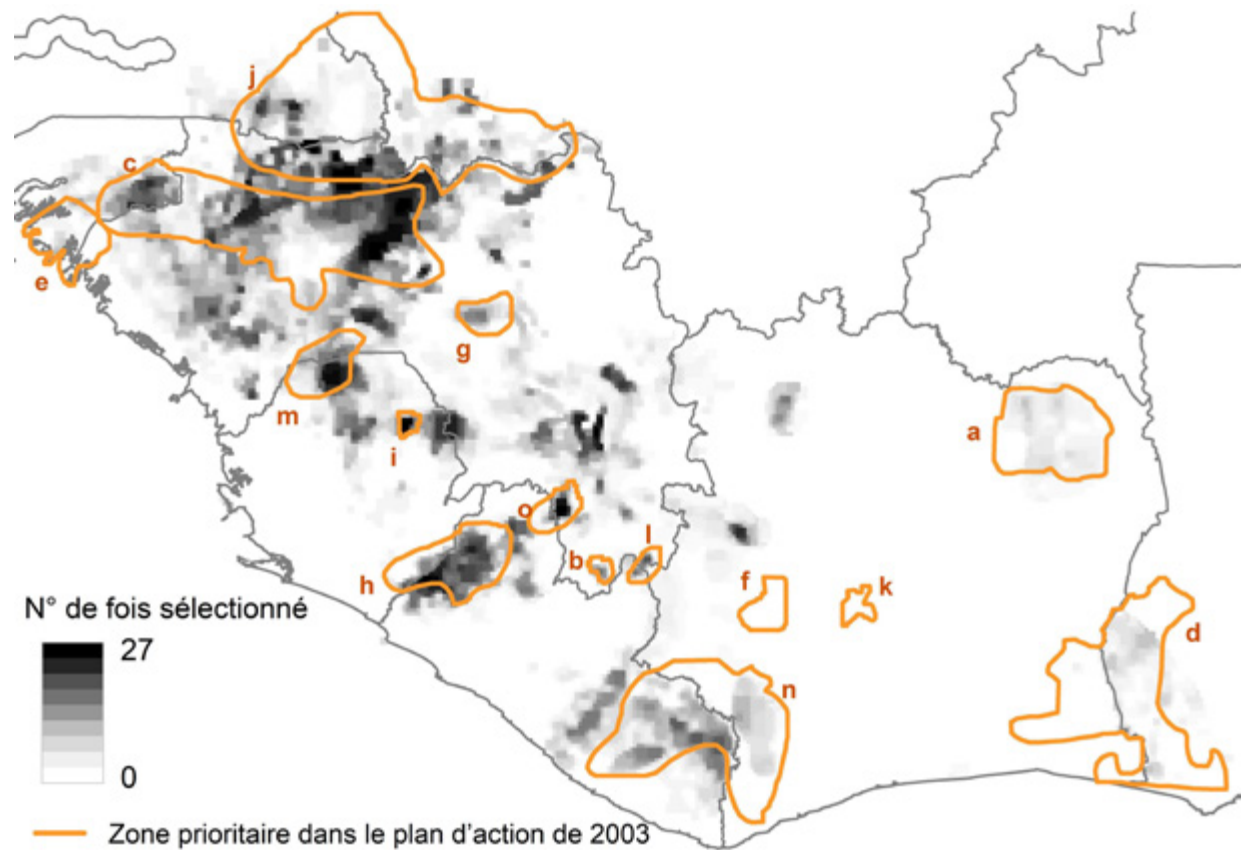 j
c
e
g
m
a
i
o
l
b
f
k
h
d
n
N° de fois sélectionné
27
0
Zone prioritaire dans le plan d'action de 2003